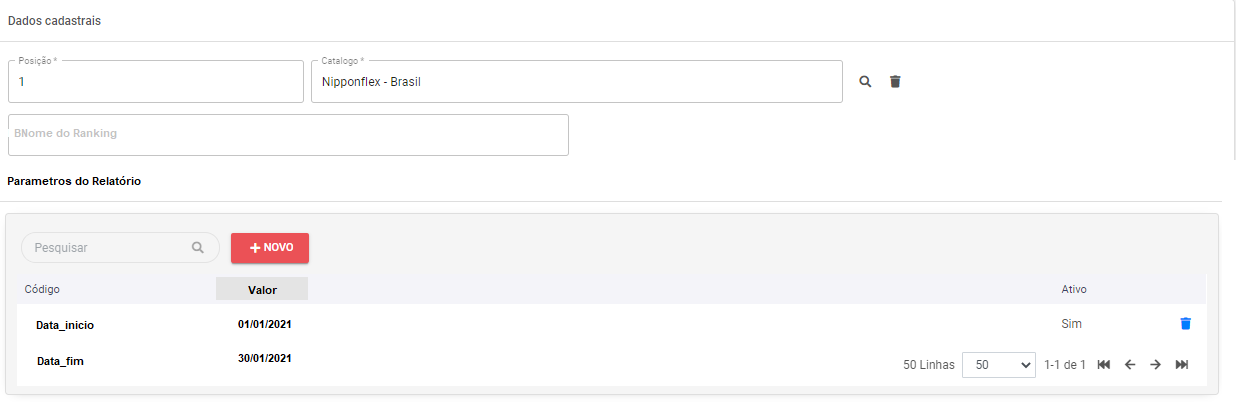 Dados cadastrais
Posição *
Catalogo *
1
Nipponflex - Brasil
BNome do Ranking
Parametros do Relatório
Pesquisar
+ NOVO
Código Valor Ativo
Data_inicio 01/01/2021 Sim
Data_fim 30/01/2021
50 Linhas 50 1-1 de 1